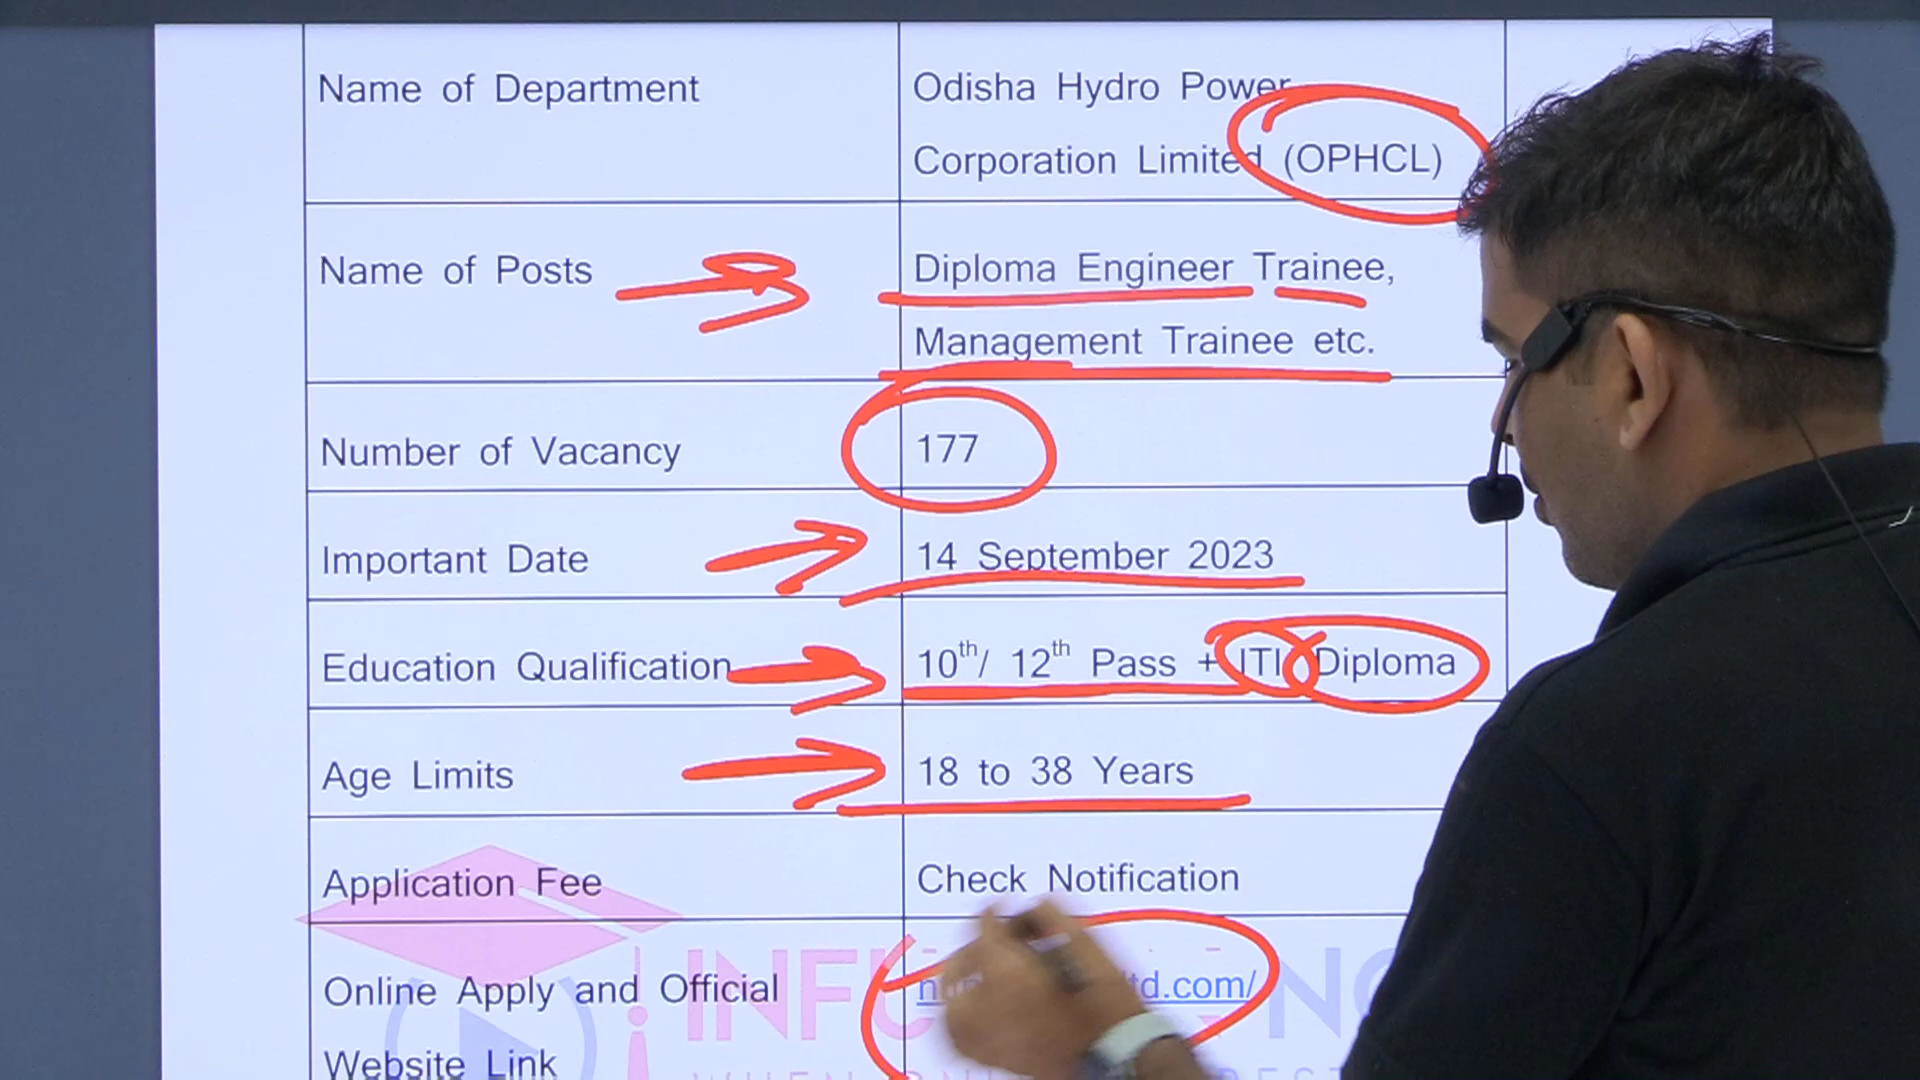 Name of Department
Odisha Hydro Power
Corporation Limited (OPHCL)
Name of Posts
Diploma Engineer Trainee,
Management Trainee etc.
Number of Vacancy
177
Important Date
14 September 2023
Education Qualification
10th/ 12th Pass + ITI Diploma
Age Limits
18 to 38 Years
Application Fee
Check Notification
Online Apply and Official
Website Link
ltd.com/